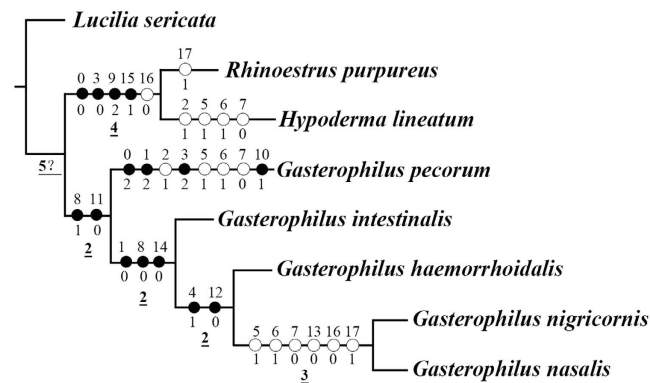 Lucilia sericata
0 3 9 15 16
0 0 2 1 0
4
17
1
Rhinoestrus purpureus
2 5 6 7
1 1 1 0
Hypoderma lineatum
5?
0 1 2 3 5 6 7 10
2 2 1 2 1 1 0 1
Gasterophilus pecorum
8 11
1 0
2
Gasterophilus intestinalis
1 8 14
0 0 0
2
Gasterophilus haemorrhoidalis
4 12
1 0
2
Gasterophilus nigricornis
5 6 7 13 16 17
1 1 0 0 0 1
3
Gasterophilus nasalis